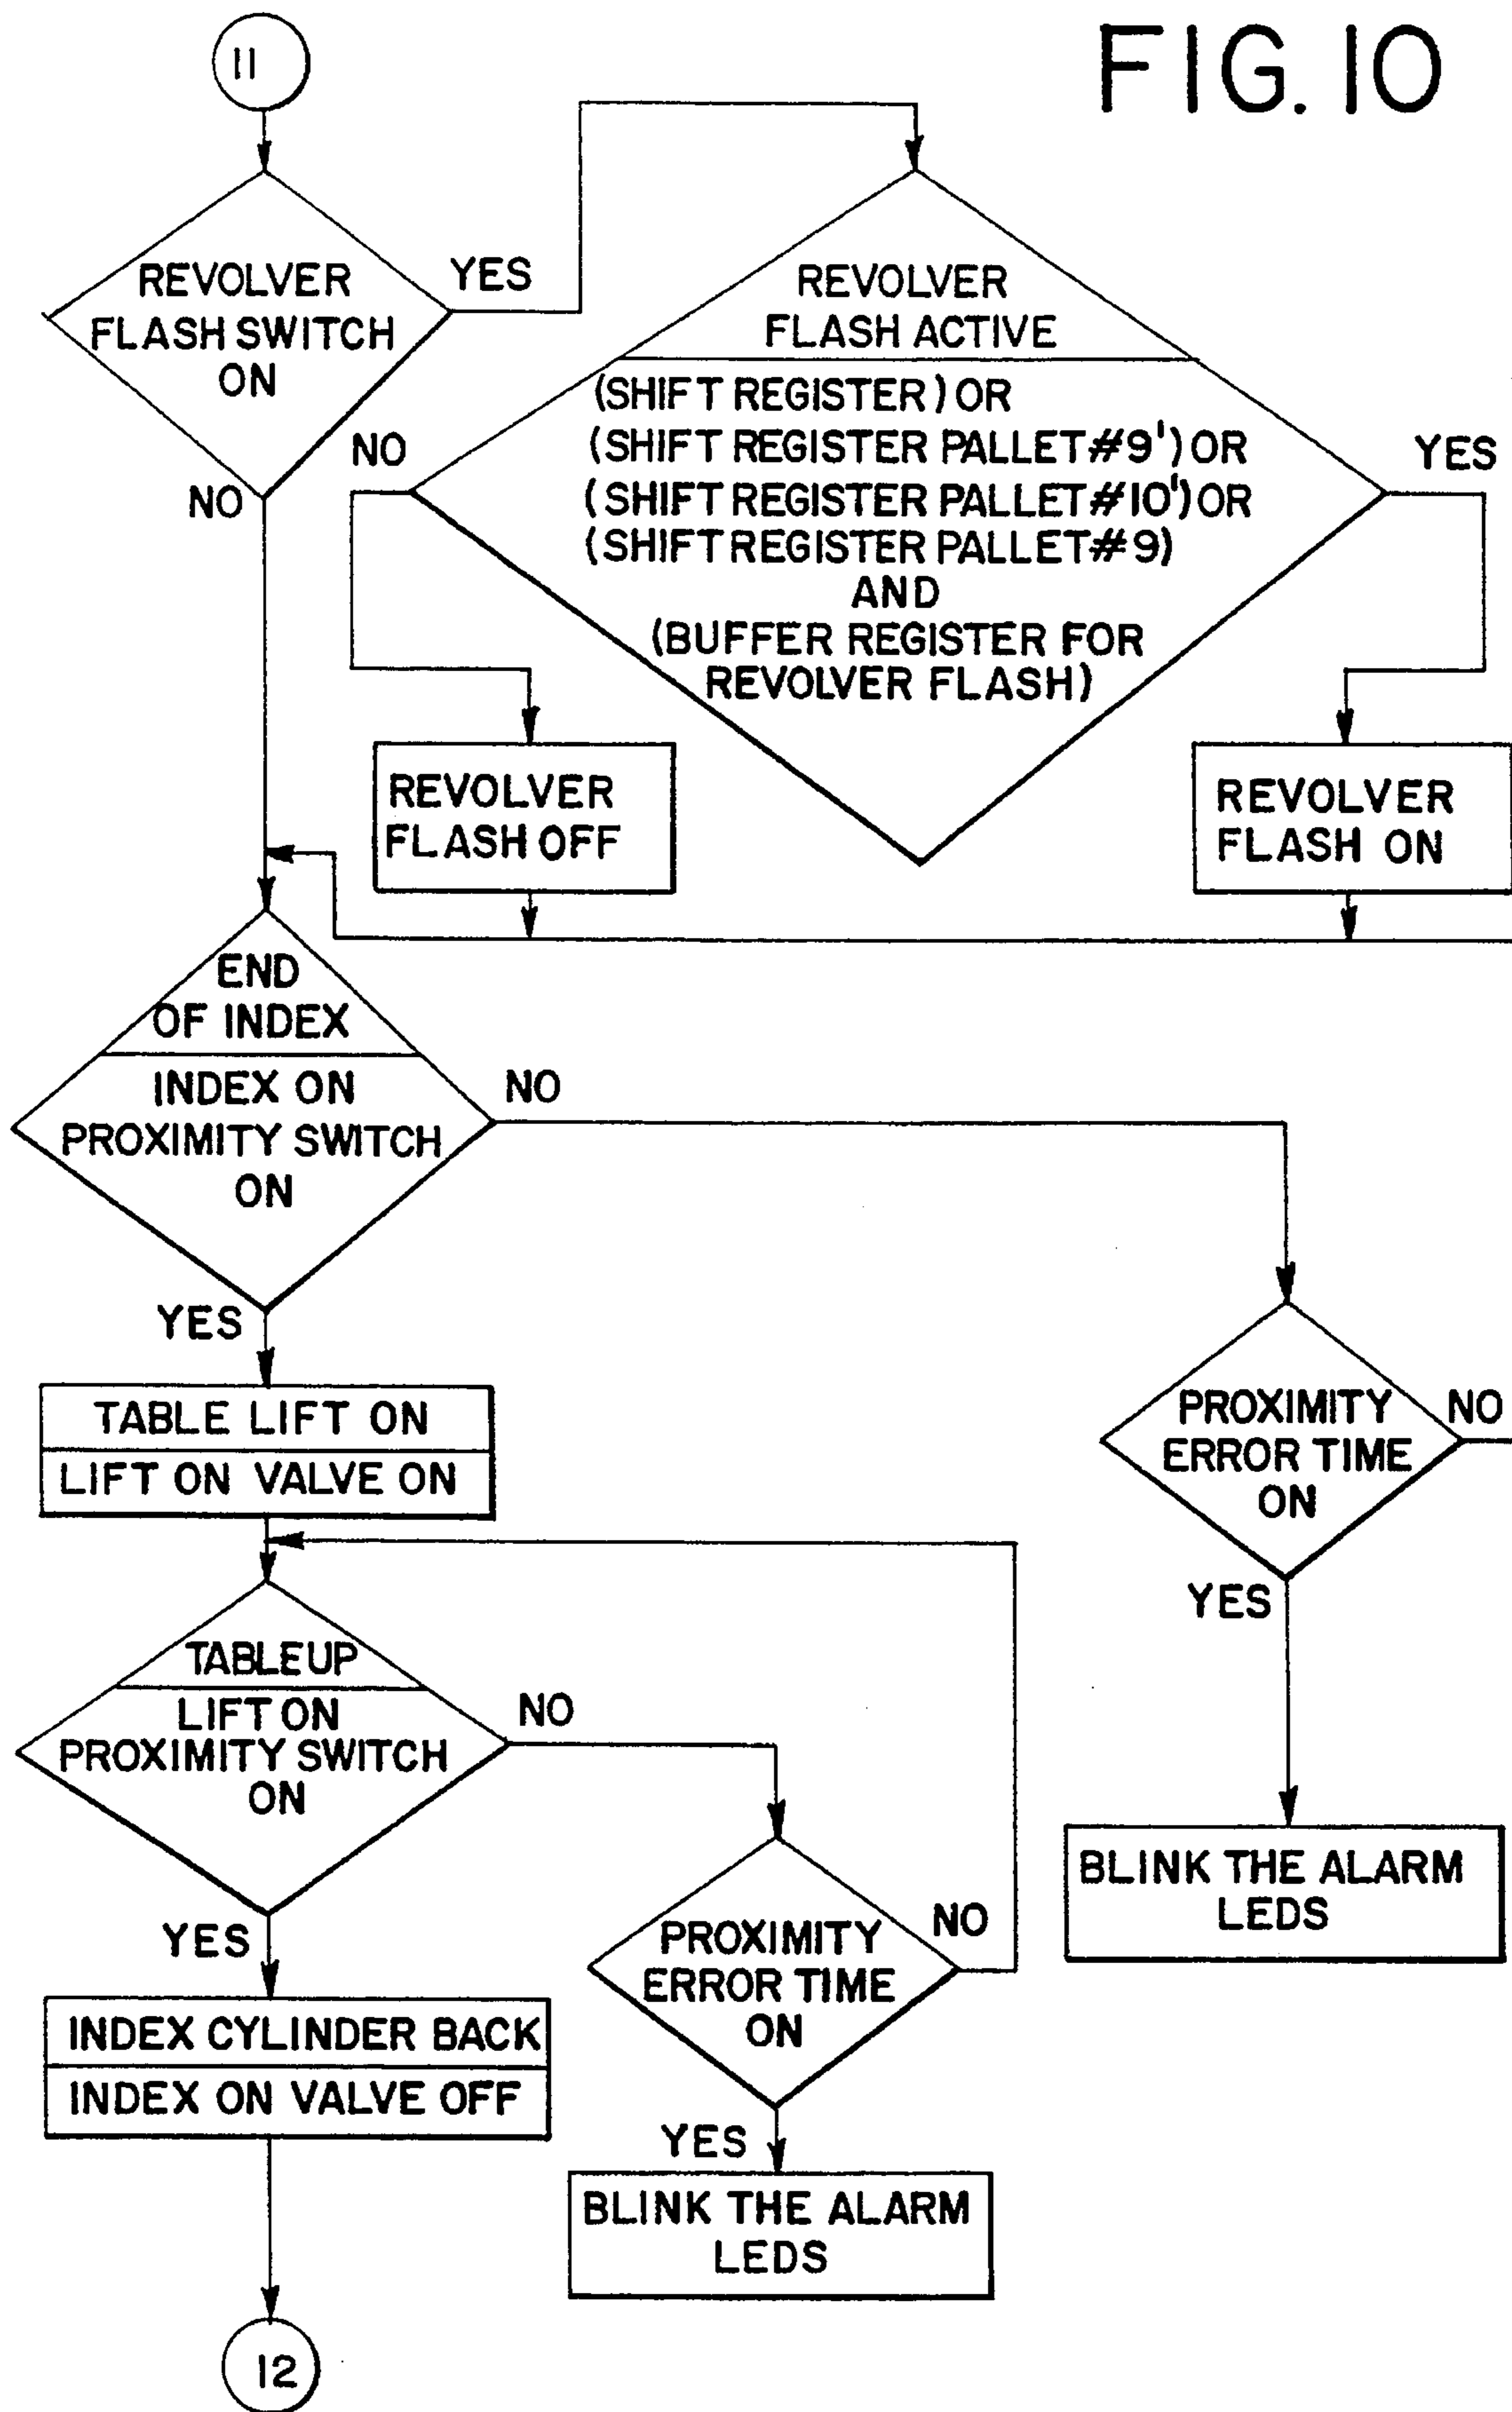 FIG. 10
11
REVOLVER
FLASH SWITCH
ON
YES
NO
REVOLVER
FLASH ACTIVE
(SHIFT REGISTER) OR
(SHIFT REGISTER PALLET #9') OR
(SHIFT REGISTER PALLET #10') OR
(SHIFT REGISTER PALLET #9)
AND
(BUFFER REGISTER FOR
REVOLVER FLASH)
NO
YES
REVOLVER
FLASH OFF
REVOLVER
FLASH ON
END
OF INDEX
INDEX ON
PROXIMITY SWITCH
ON
NO
YES
TABLE LIFT ON
LIFT ON VALVE ON
PROXIMITY
ERROR TIME
ON
NO
YES
BLINK THE ALARM
LEDS
TABLE UP
LIFT ON
PROXIMITY SWITCH
ON
NO
YES
PROXIMITY
ERROR TIME
ON
NO
YES
BLINK THE ALARM
LEDS
INDEX CYLINDER BACK
INDEX ON VALVE OFF
12